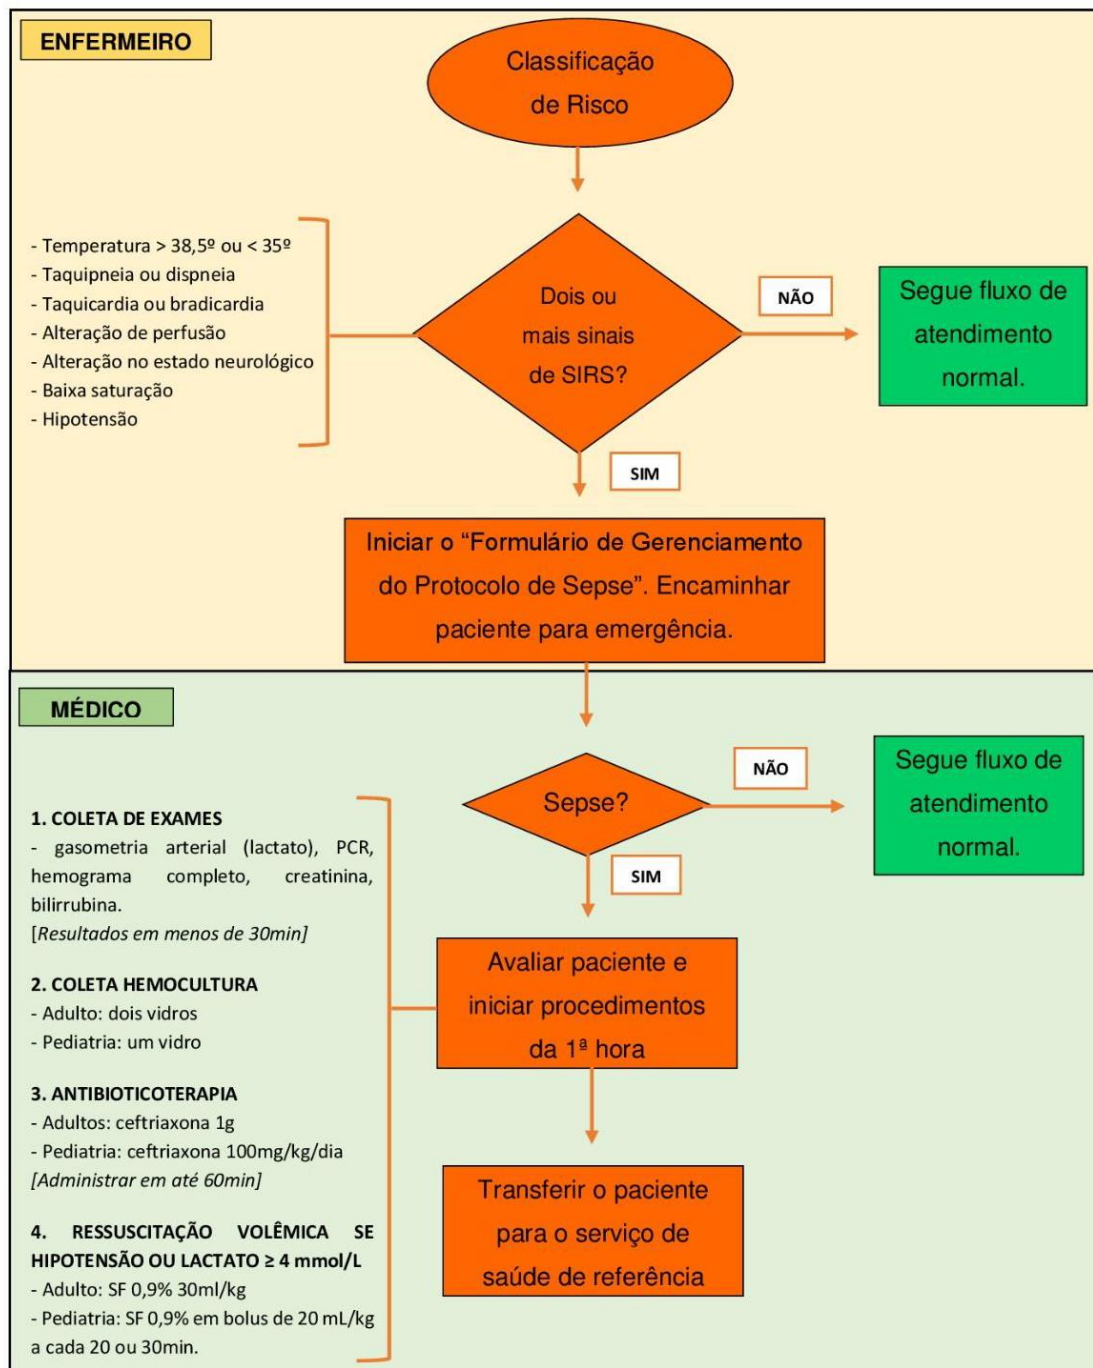 ENFERMEIRO
Classificação
de Risco
- Temperatura > 38,5º ou < 35º
- Taquipneia ou dispneia
- Taquicardia ou bradicardia
- Alteração de perfusão
- Alteração no estado neurológico
- Baixa saturação
- Hipotensão
Dois ou
mais sinais
de SIRS?
NÃO
Segue fluxo de
atendimento
normal.
SIM
Iniciar o “Formulário de Gerenciamento
do Protocolo de Sepse”. Encaminhar
paciente para emergência.
MÉDICO
Sepse?
NÃO
Segue fluxo de
atendimento
normal.
SIM
1. COLETA DE EXAMES
- gasometria arterial (lactato), PCR,
hemograma completo, creatinina,
bilirrubina.
[Resultados em menos de 30min]
2. COLETA HEMOCULTURA
- Adulto: dois vidros
- Pediatria: um vidro
3. ANTIBIOTICOTERAPIA
- Adultos: ceftriaxona 1g
- Pediatria: ceftriaxona 100mg/kg/dia
[Administrar em até 60min]
4. RESSUSCITAÇÃO VOLÊMICA SE
HIPOTENSÃO OU LACTATO ≥ 4 mmol/L
- Adulto: SF 0,9% 30ml/kg
- Pediatria: SF 0,9% em bolus de 20 mL/kg
a cada 20 ou 30min.
Avaliar paciente e
iniciar procedimentos
da 1ª hora
Transferir o paciente
para o serviço de
saúde de referência